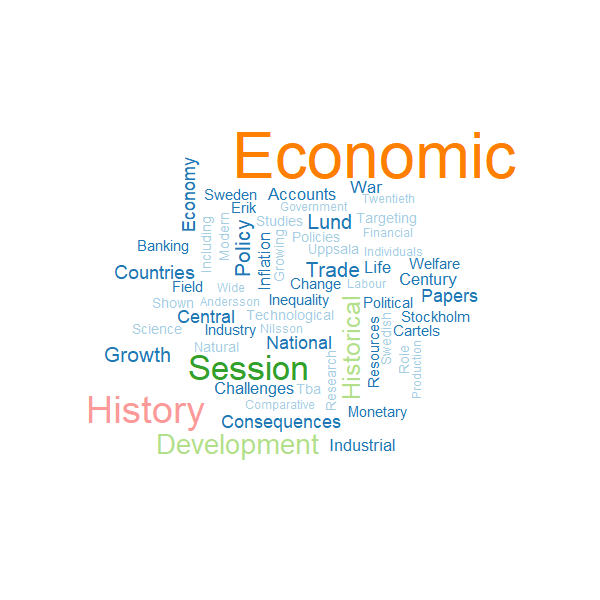 Economic
Economy
Sweden
Accounts
War
Twentieth
Erik
Government
Including
Modern
Studies
Lund
Targeting
Policy
Financial
Banking
Inflation
Growing
Policies
Uppsala
Individuals
Countries
Trade
Life
Welfare
Field
Wide
Change
Labour
Century
Papers
Shown
Andersson
Inequality
Political
Central
Technological
Historical
Stockholm
Science
Industry
Nilsson
Resources
Swedish
Cartels
Natural
National
Role
Production
Growth
Session
Research
Challenges
Tba
History
Comparative
Monetary
Consequences
Development
Industrial